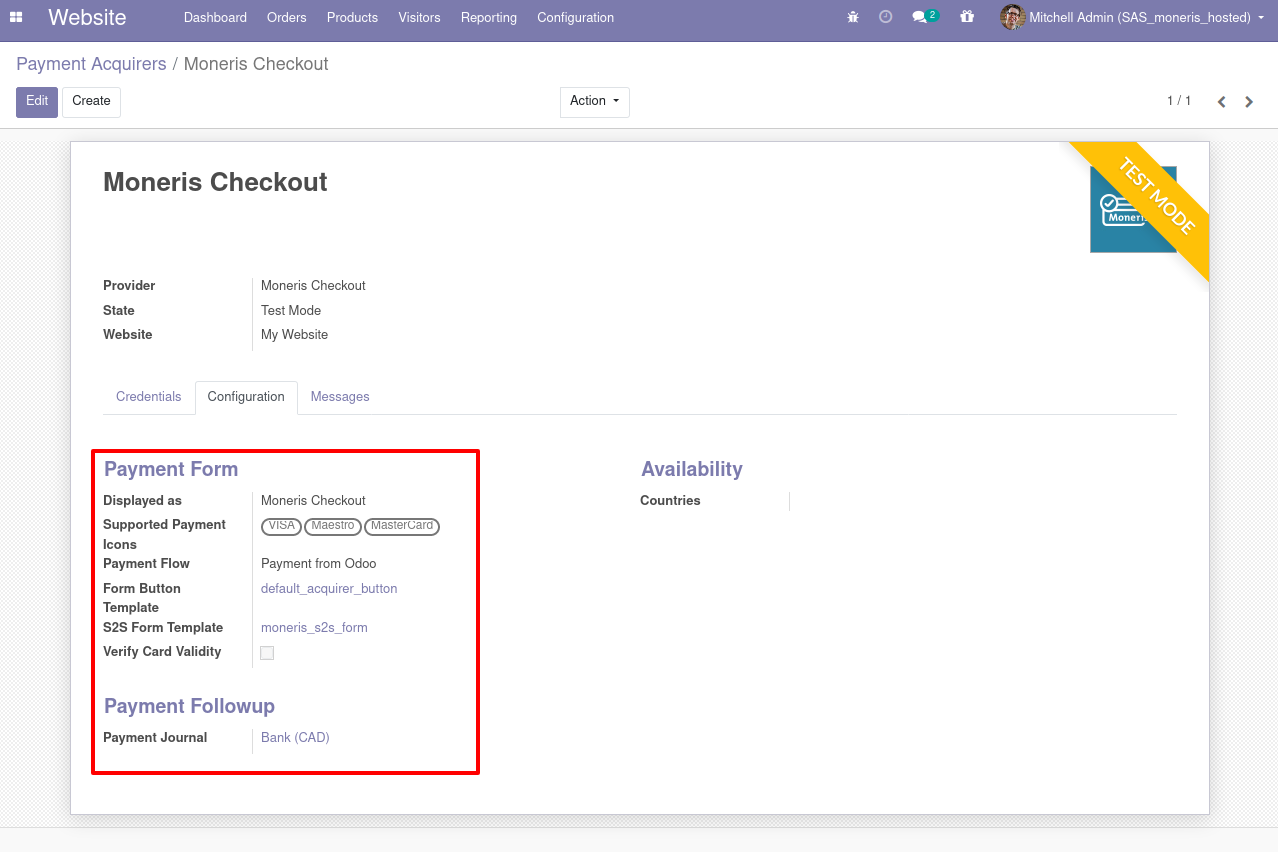 Website Dashboard Orders Products Visitors Reporting Configuration 2 Mitchell Admin (SAS_moneris_hosted)
Payment Acquirers / Moneris Checkout
Edit Create Action 1 / 1
Moneris Checkout
TEST MODE
Provider Moneris Checkout
State Test Mode
Website My Website
Credentials Configuration Messages
Payment Form Availability
Displayed as Moneris Checkout Countries
Supported Payment Icons VISA Maestro MasterCard
Payment Flow Payment from Odoo
Form Button Template default_acquirer_button
S2S Form Template moneris_s2s_form
Verify Card Validity
Payment Followup
Payment Journal Bank (CAD)